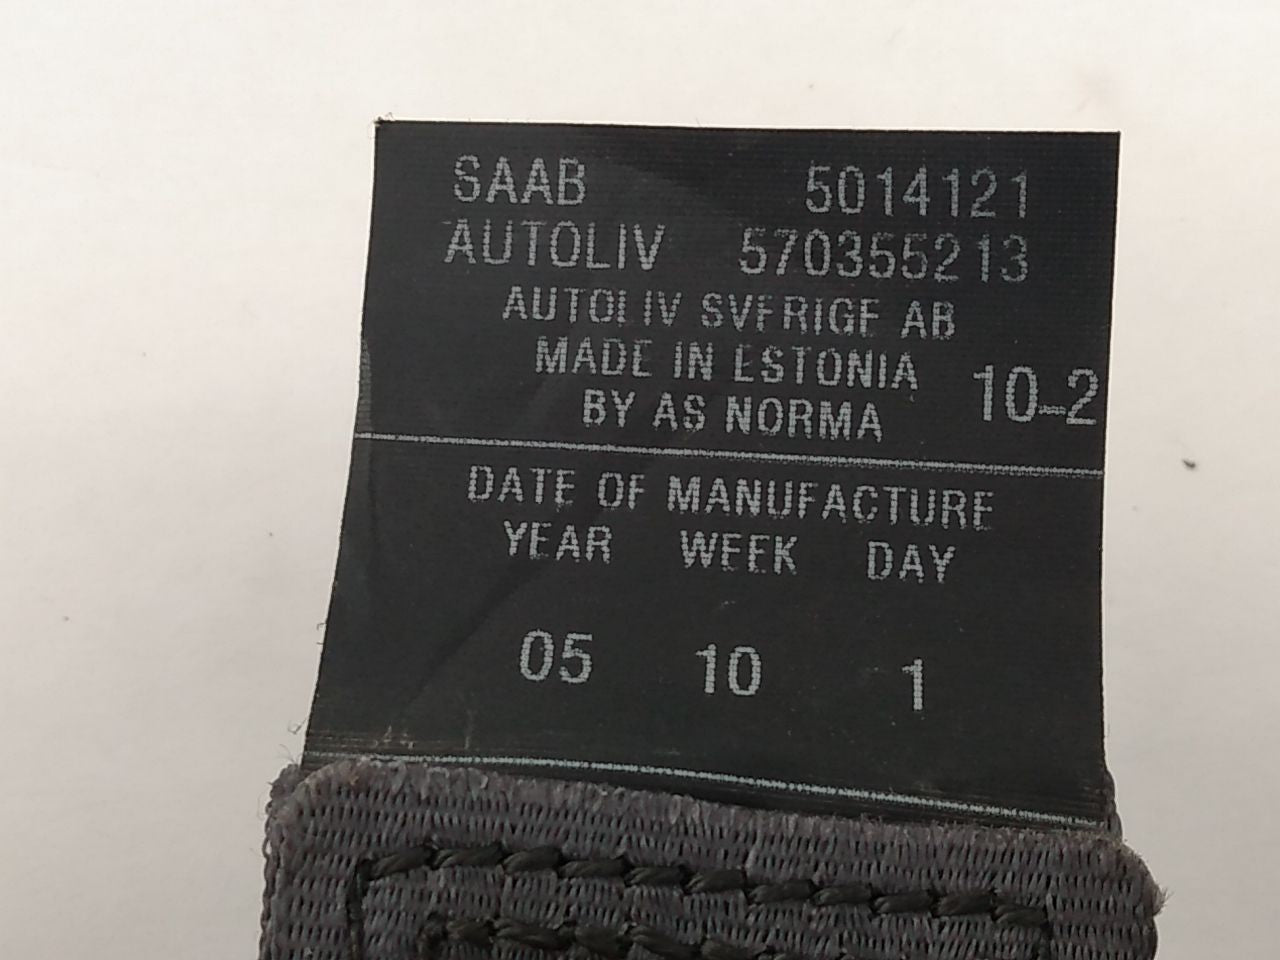 SAAB 5014121
AUTOLIV 570355213
AUTOLIV SVERIGE AB
MADE IN ESTONIA
BY AS NORMA 10-2
DATE OF MANUFACTURE
YEAR WEEK DAY
05 10 1